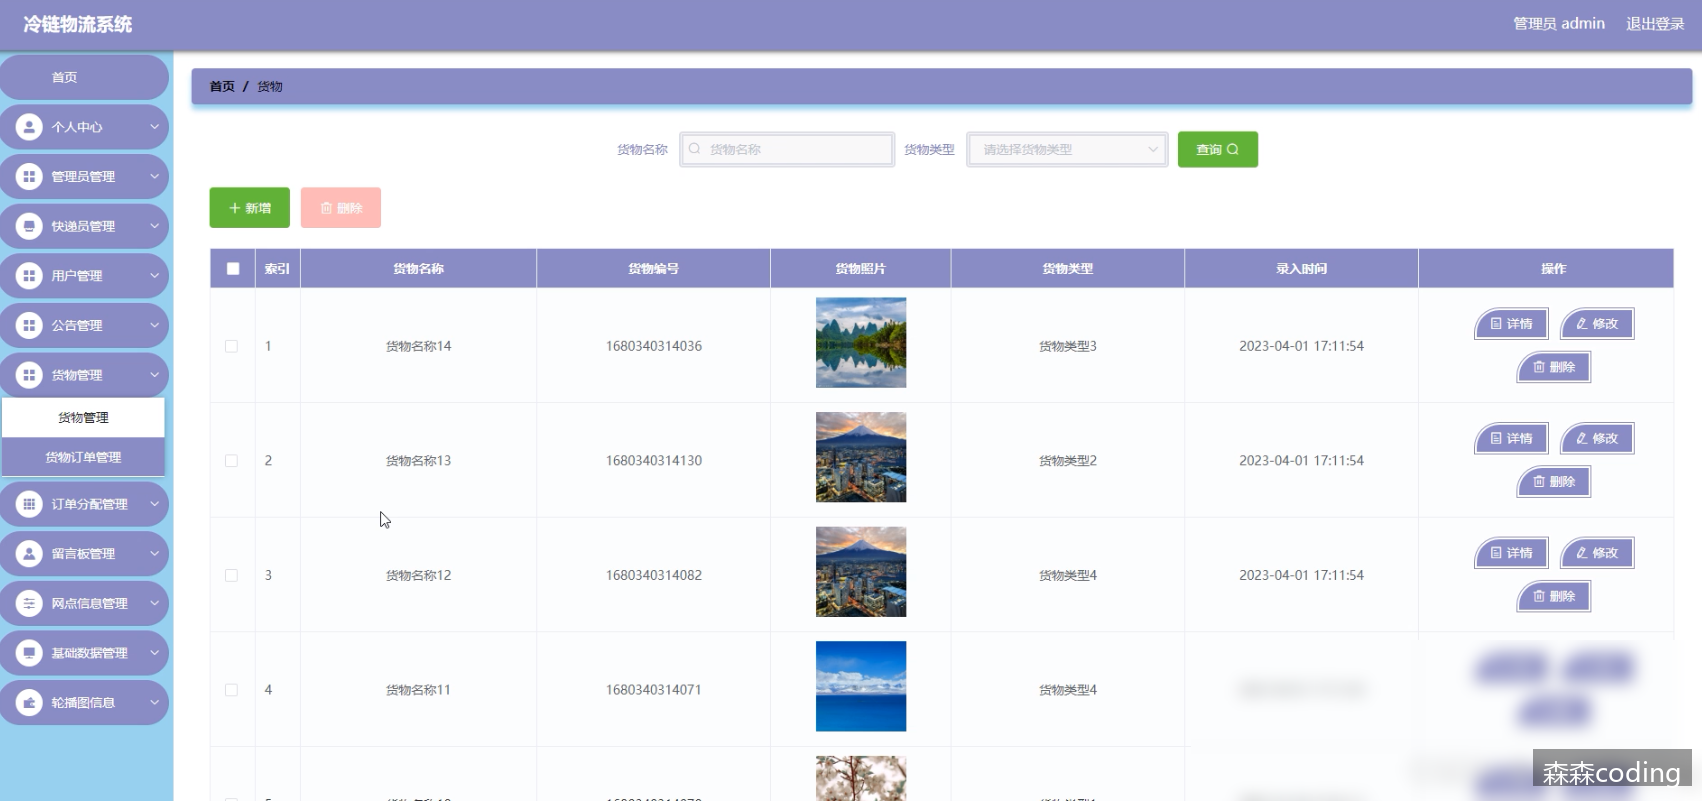 冷链物流系统
管理员 admin 退出登录
首页
个人中心
管理员管理
快递员管理
用户管理
公告管理
货物管理
货物管理
货物订单管理
订单分配管理
留言板管理
网点信息管理
基础数据管理
轮播图信息
首页 / 货物
货物名称 货物名称 货物类型 请选择货物类型 查询
新增 删除
索引 货物名称 货物编号 货物照片 货物类型 录入时间 操作
1 货物名称14 1680340314036 货物类型3 2023-04-01 17:11:54 详情 修改
删除
2 货物名称13 1680340314130 货物类型2 2023-04-01 17:11:54 详情 修改
删除
3 货物名称12 1680340314082 货物类型4 2023-04-01 17:11:54 详情 修改
删除
4 货物名称11 1680340314071 货物类型4
森森coding